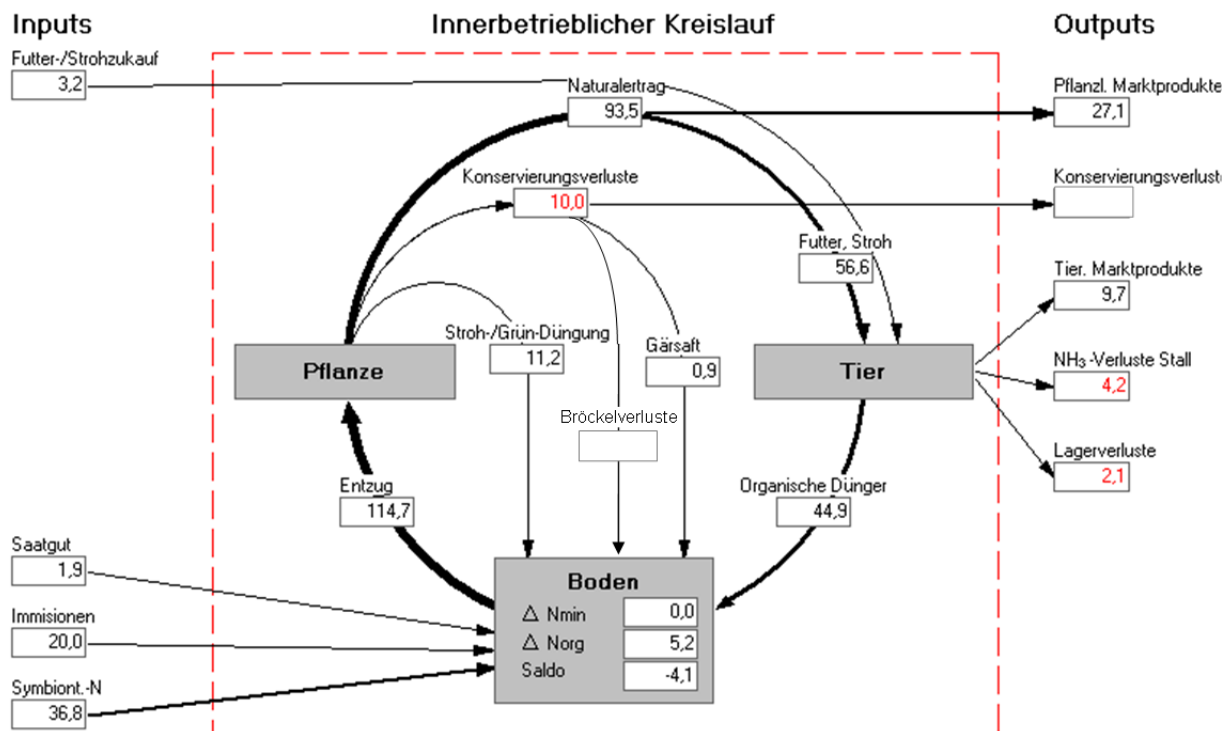 Inputs
Innerbetrieblicher Kreislauf
Outputs
Futter-/Strohzukauf
3,2
Naturalertrag
93,5
Pflanzl. Marktprodukte
27,1
Konservierungsverluste
10,0
Konservierungsverluste
Futter, Stroh
56,6
Tier. Marktprodukte
9,7
Stroh-/Grün-Düngung
11,2
Gärsaft
0,9
Pflanze
Tier
NH₃-Verluste Stall
4,2
Bröckelverluste
Lagerverluste
2,1
Entzug
114,7
Organische Dünger
44,9
Saatgut
1,9
Immisionen
20,0
Symbiont.-N
36,8
Boden
△ Nmin 0,0
△ Norg 5,2
Saldo -4,1